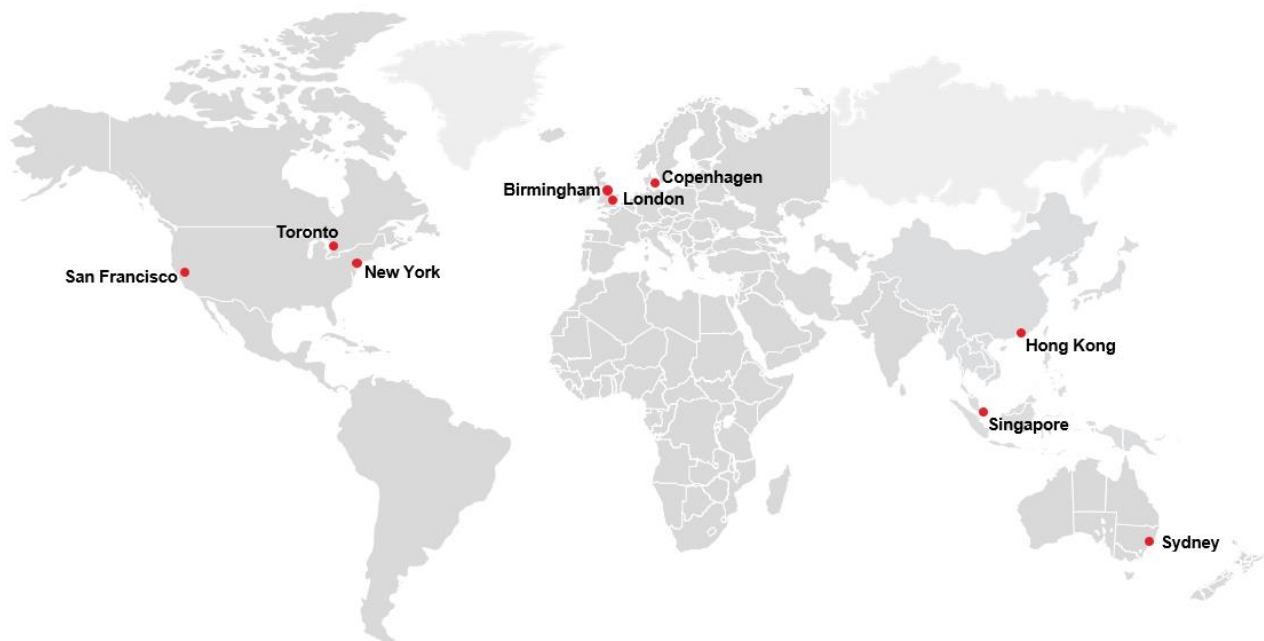 Copenhagen
Birmingham
London
Toronto
San Francisco
New York
Hong Kong
Singapore
Sydney